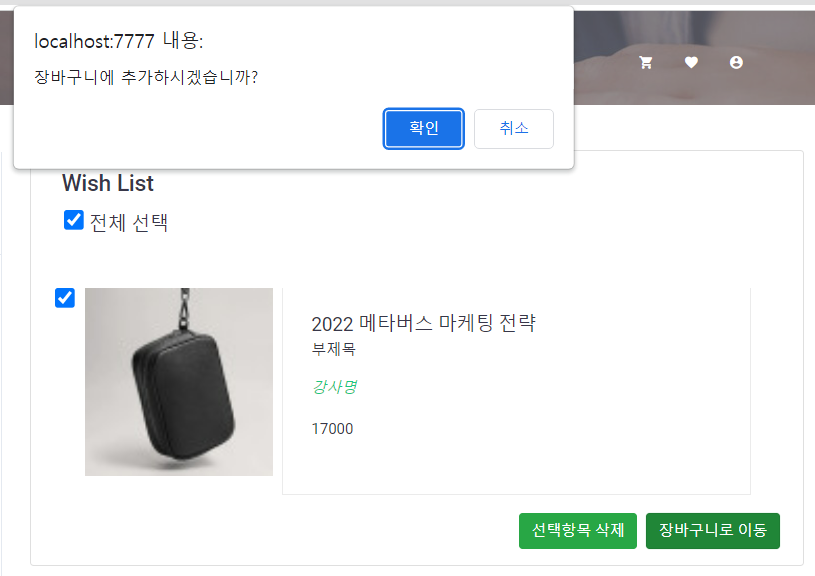 localhost:7777 내용:
장바구니에 추가하시겠습니까?
확인 취소
Wish List
전체 선택
2022 메타버스 마케팅 전략
부제목
강사명
17000
선택항목 삭제 장바구니로 이동